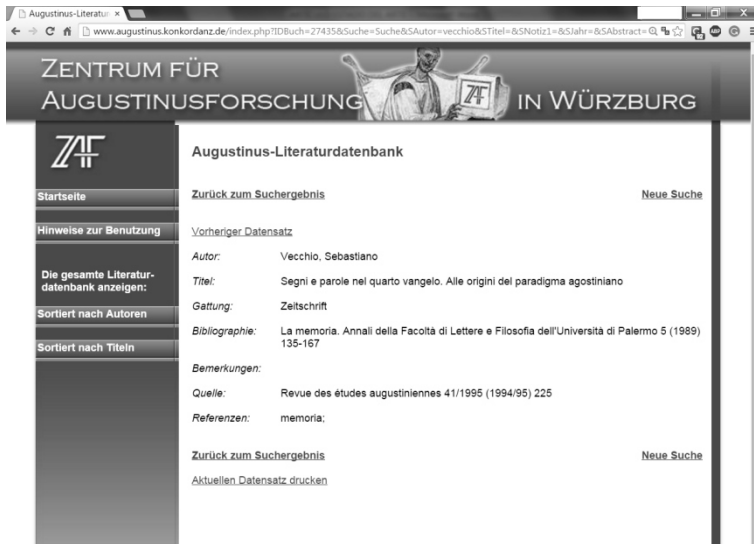 Augustinus-Literatur
www.augustinus.konkordanz.de/index.php?IDBuch=27435&Suche=Suche&SAutor=vecchio&STitel=&SNotiz1=&SJahr=&SAbstract=
ZENTRUM FÜR
AUGUSTINUSFORSCHUNG IN WÜRZBURG
ZAF
ZAF
Startseite
Hinweise zur Benutzung
Die gesamte Literatur-
datenbank anzeigen:
Sortiert nach Autoren
Sortiert nach Titeln
Augustinus-Literaturdatenbank
Zurück zum Suchergebnis Neue Suche
Vorheriger Datensatz
Autor: Vecchio, Sebastiano
Titel: Segni e parole nel quarto vangelo. Alle origini del paradigma agostiniano
Gattung: Zeitschrift
Bibliographie: La memoria. Annali della Facoltà di Lettere e Filosofia dell'Università di Palermo 5 (1989)
135-167
Bemerkungen:
Quelle: Revue des études augustiniennes 41/1995 (1994/95) 225
Referenzen: memoria;
Zurück zum Suchergebnis Neue Suche
Aktuellen Datensatz drucken